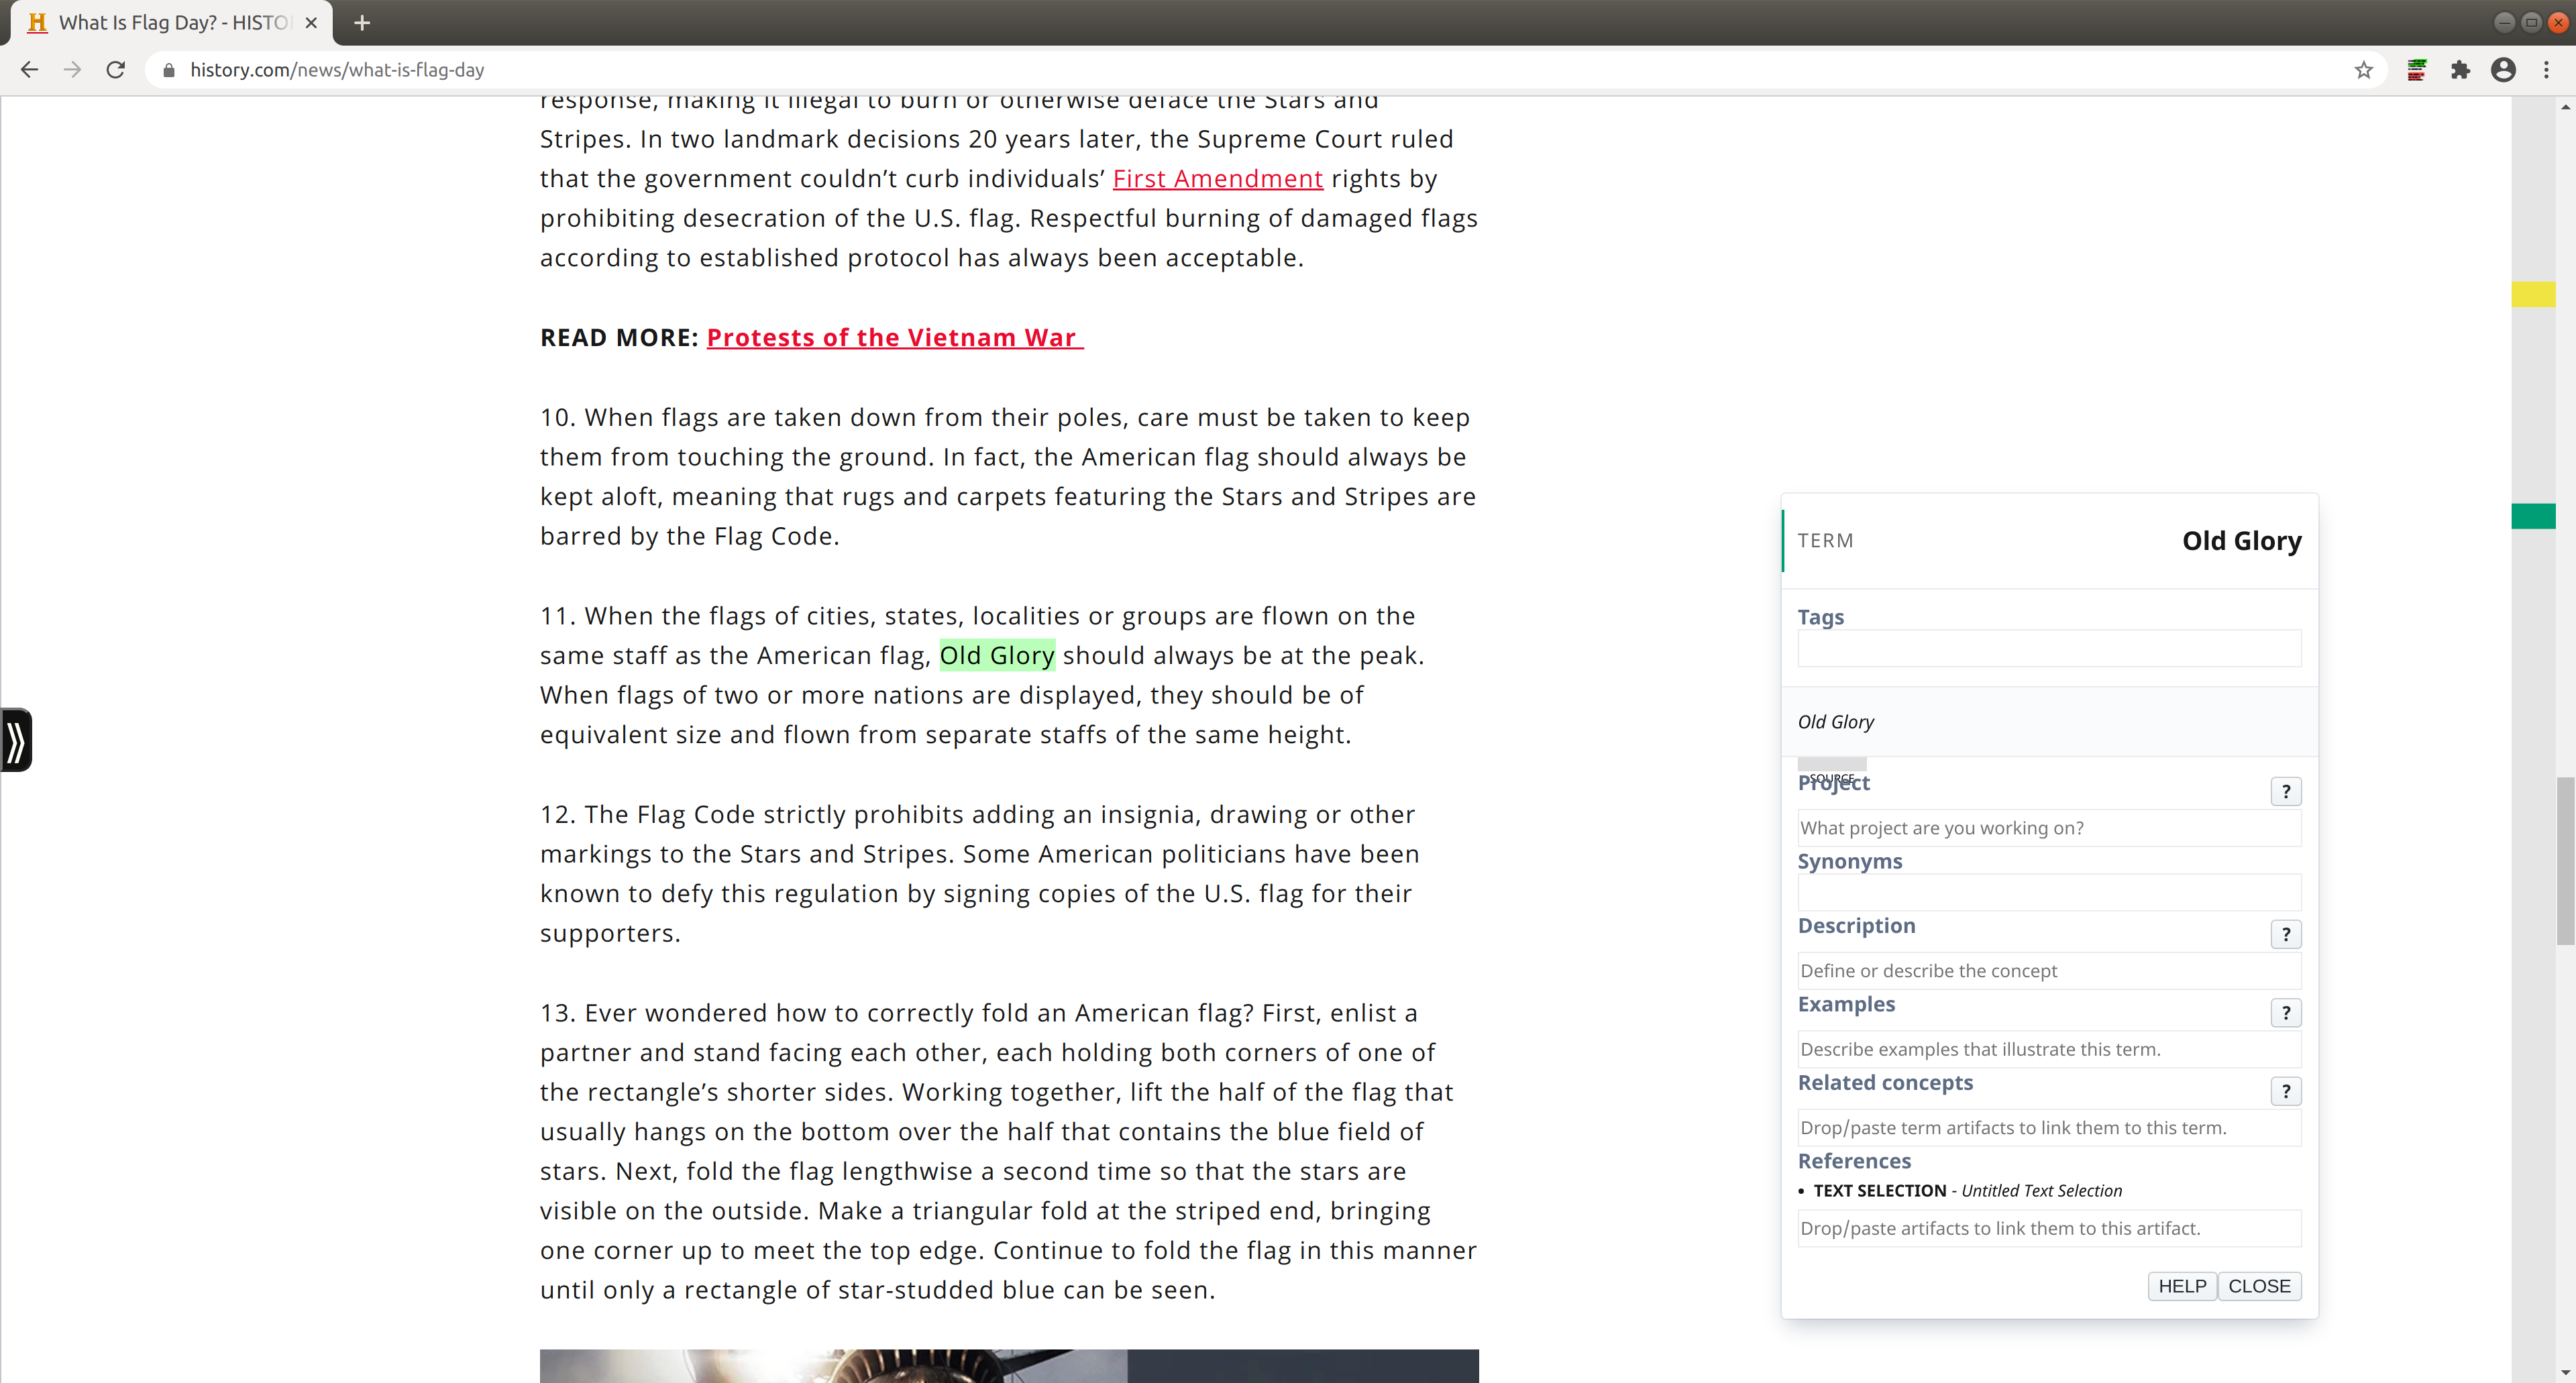 What Is Flag Day? - HISTO
history.com/news/what-is-flag-day
response, making it illegal to burn or otherwise deface the Stars and
Stripes. In two landmark decisions 20 years later, the Supreme Court ruled
that the government couldn’t curb individuals’ First Amendment rights by
prohibiting desecration of the U.S. flag. Respectful burning of damaged flags
according to established protocol has always been acceptable.
READ MORE: Protests of the Vietnam War
10. When flags are taken down from their poles, care must be taken to keep
them from touching the ground. In fact, the American flag should always be
kept aloft, meaning that rugs and carpets featuring the Stars and Stripes are
barred by the Flag Code.
11. When the flags of cities, states, localities or groups are flown on the
same staff as the American flag, Old Glory should always be at the peak.
When flags of two or more nations are displayed, they should be of
equivalent size and flown from separate staffs of the same height.
12. The Flag Code strictly prohibits adding an insignia, drawing or other
markings to the Stars and Stripes. Some American politicians have been
known to defy this regulation by signing copies of the U.S. flag for their
supporters.
13. Ever wondered how to correctly fold an American flag? First, enlist a
partner and stand facing each other, each holding both corners of one of
the rectangle’s shorter sides. Working together, lift the half of the flag that
usually hangs on the bottom over the half that contains the blue field of
stars. Next, fold the flag lengthwise a second time so that the stars are
visible on the outside. Make a triangular fold at the striped end, bringing
one corner up to meet the top edge. Continue to fold the flag in this manner
until only a rectangle of star-studded blue can be seen.
TERM Old Glory
Tags
Old Glory
SOURCE
Project ?
What project are you working on?
Synonyms
Description ?
Define or describe the concept
Examples ?
Describe examples that illustrate this term.
Related concepts ?
Drop/paste term artifacts to link them to this term.
References
• TEXT SELECTION - Untitled Text Selection
Drop/paste artifacts to link them to this artifact.
HELP CLOSE